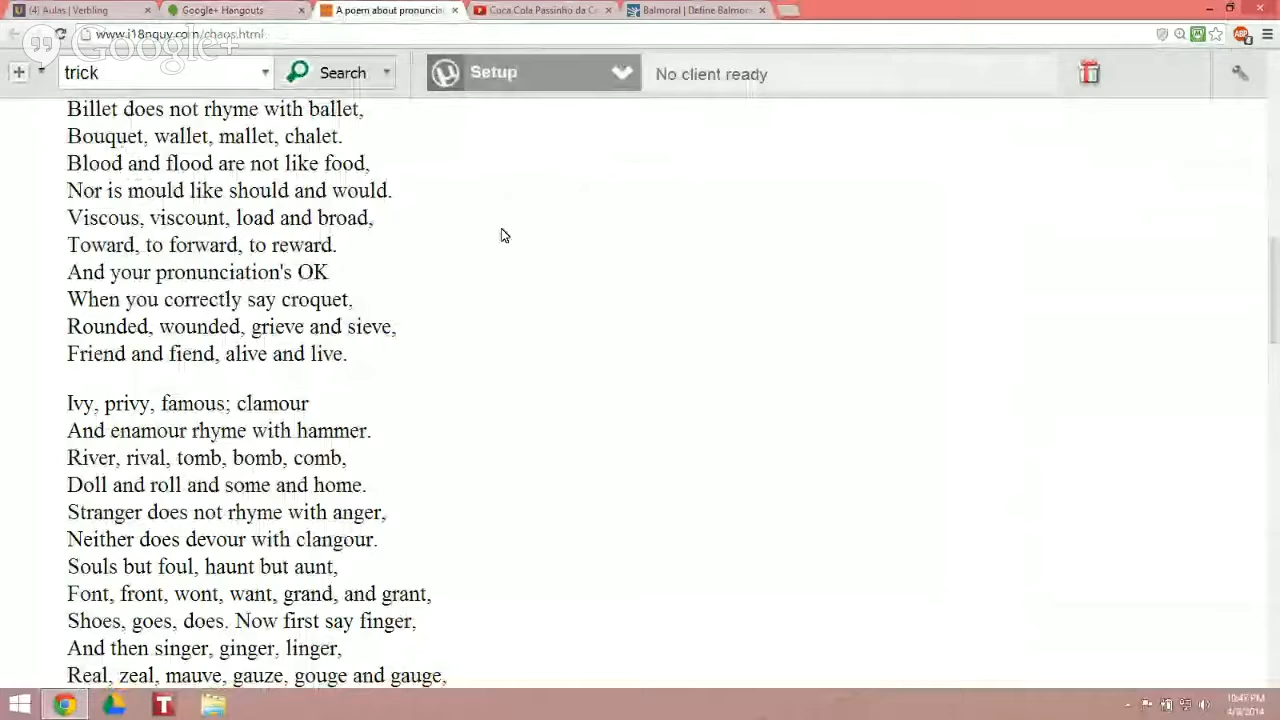 (4) Aulas | Verbling
Google+ Hangouts
A poem about pronunci
Coca Cola Passinho da C
Balmoral | Define Balmor
www.i18nguy.com/chaos.html
Google+
trick
Search
Setup
No client ready
Billet does not rhyme with ballet,
Bouquet, wallet, mallet, chalet.
Blood and flood are not like food,
Nor is mould like should and would.
Viscous, viscount, load and broad,
Toward, to forward, to reward.
And your pronunciation's OK
When you correctly say croquet,
Rounded, wounded, grieve and sieve,
Friend and fiend, alive and live.
Ivy, privy, famous; clamour
And enamour rhyme with hammer.
River, rival, tomb, bomb, comb,
Doll and roll and some and home.
Stranger does not rhyme with anger,
Neither does devour with clangour.
Souls but foul, haunt but aunt,
Font, front, wont, want, grand, and grant,
Shoes, goes, does. Now first say finger,
And then singer, ginger, linger,
Real, zeal, mauve, gauze, gouge and gauge,
T